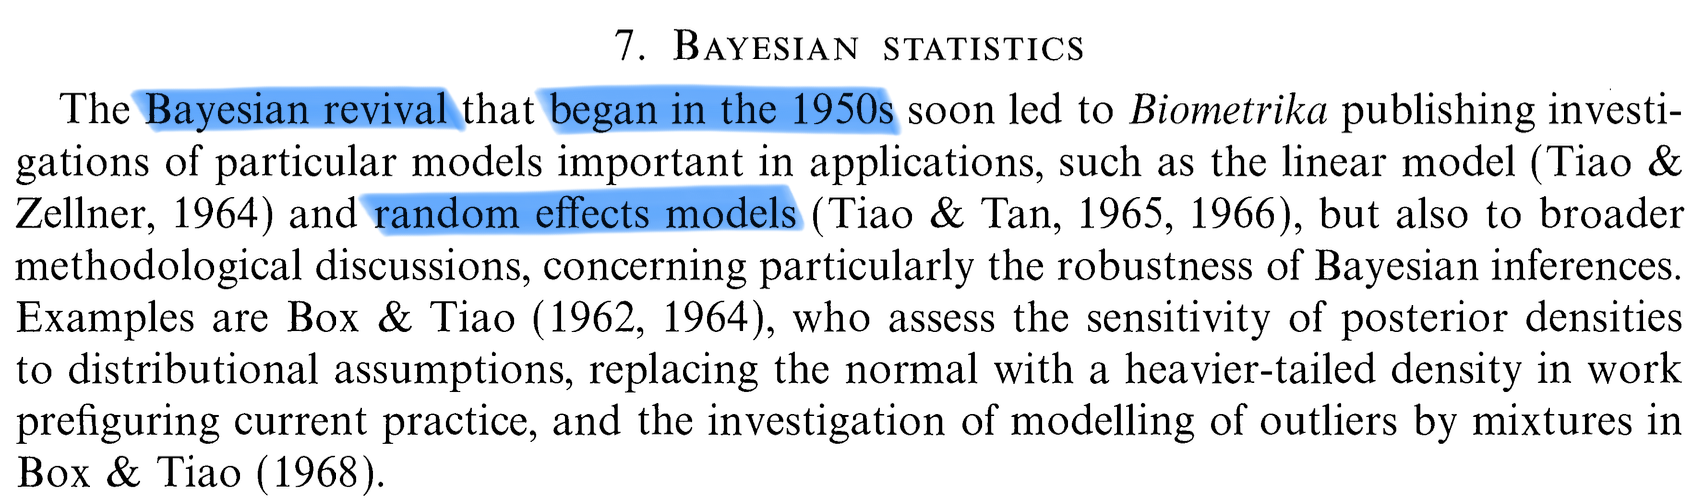 7. BAYESIAN STATISTICS
The Bayesian revival that began in the 1950s soon led to Biometrika publishing investi-
gations of particular models important in applications, such as the linear model (Tiao &
Zellner, 1964) and random effects models (Tiao & Tan, 1965, 1966), but also to broader
methodological discussions, concerning particularly the robustness of Bayesian inferences.
Examples are Box & Tiao (1962, 1964), who assess the sensitivity of posterior densities
to distributional assumptions, replacing the normal with a heavier-tailed density in work
prefiguring current practice, and the investigation of modelling of outliers by mixtures in
Box & Tiao (1968).